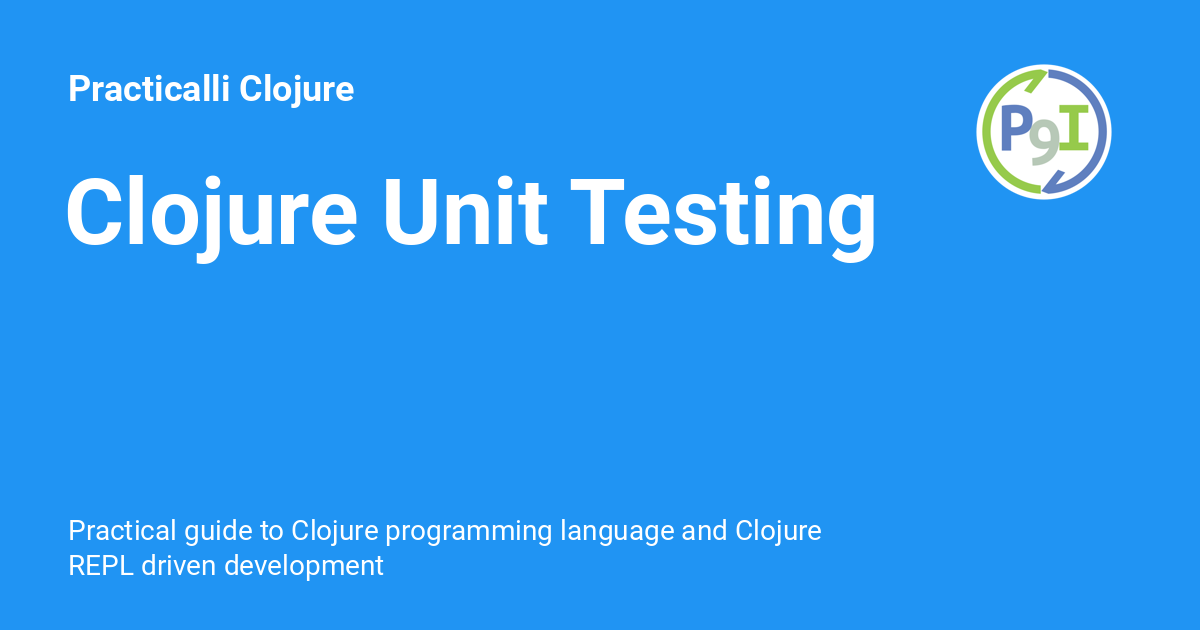 Practicalli Clojure
P9I
Clojure Unit Testing
Practical guide to Clojure programming language and Clojure
REPL driven development